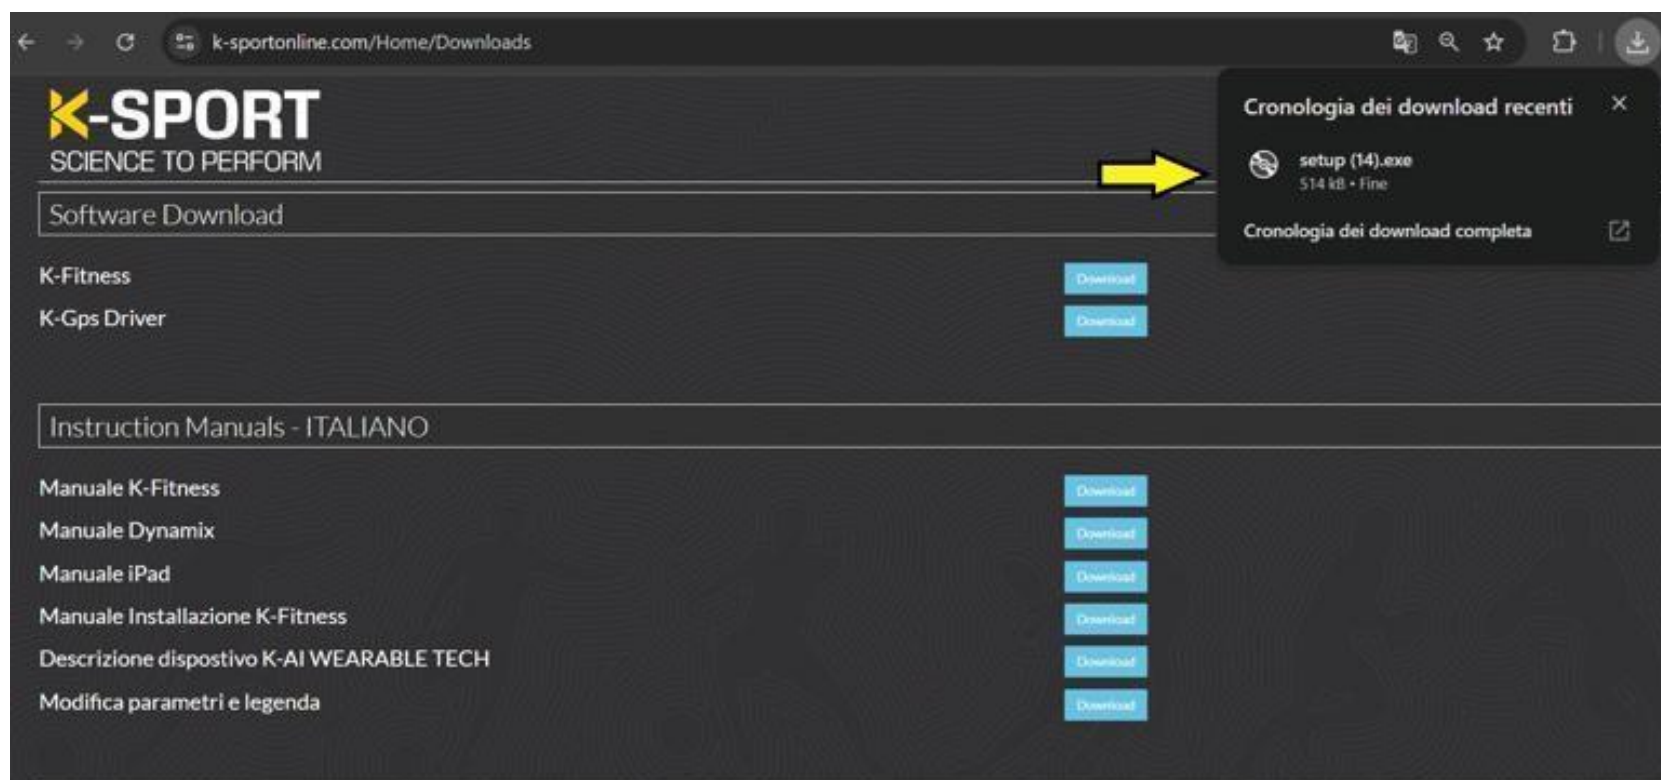 k-sportonline.com/Home/Downloads
K-SPORT
SCIENCE TO PERFORM
Cronologia dei download recenti
setup (14).exe
514 kB • Fine
Cronologia dei download completa
Software Download
K-Fitness Download
K-Gps Driver Download
Instruction Manuals - ITALIANO
Manuale K-Fitness Download
Manuale Dynamix Download
Manuale iPad Download
Manuale Installazione K-Fitness Download
Descrizione dispostivo K-AI WEARABLE TECH Download
Modifica parametri e legenda Download